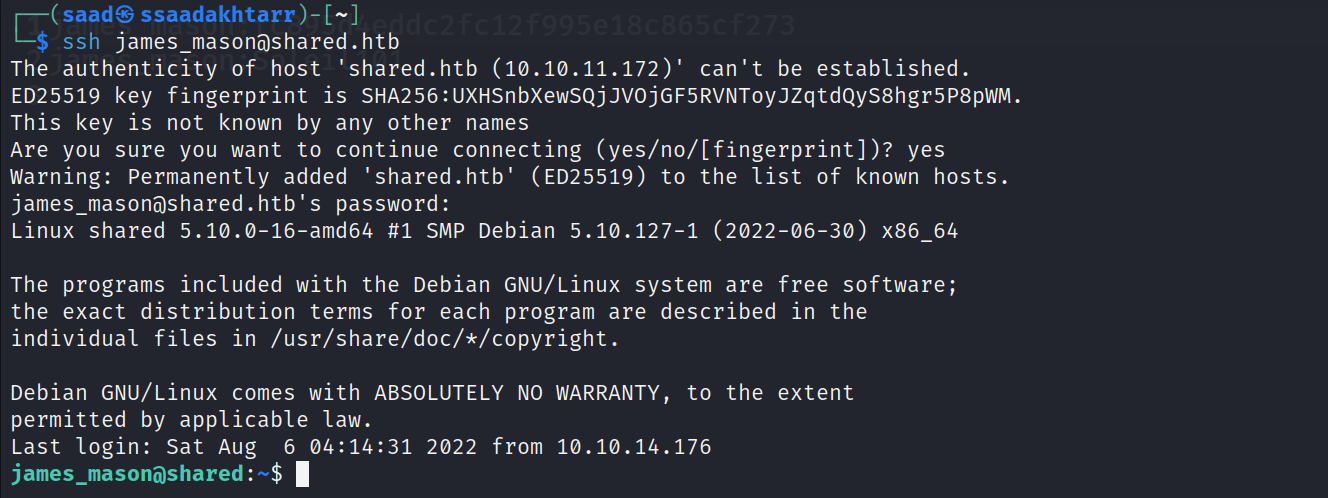 ┌──(saad㉿ssaadakhtarr)-[~]
└─$ ssh james_mason@shared.htb
The authenticity of host 'shared.htb (10.10.11.172)' can't be established.
ED25519 key fingerprint is SHA256:UXHSnbXewSQjJVOjGF5RVNToyJZqtdQyS8hgr5P8pWM.
This key is not known by any other names
Are you sure you want to continue connecting (yes/no/[fingerprint])? yes
Warning: Permanently added 'shared.htb' (ED25519) to the list of known hosts.
james_mason@shared.htb's password:
Linux shared 5.10.0-16-amd64 #1 SMP Debian 5.10.127-1 (2022-06-30) x86_64
The programs included with the Debian GNU/Linux system are free software;
the exact distribution terms for each program are described in the
individual files in /usr/share/doc/*/copyright.
Debian GNU/Linux comes with ABSOLUTELY NO WARRANTY, to the extent
permitted by applicable law.
Last login: Sat Aug  6 04:14:31 2022 from 10.10.14.176
james_mason@shared:~$